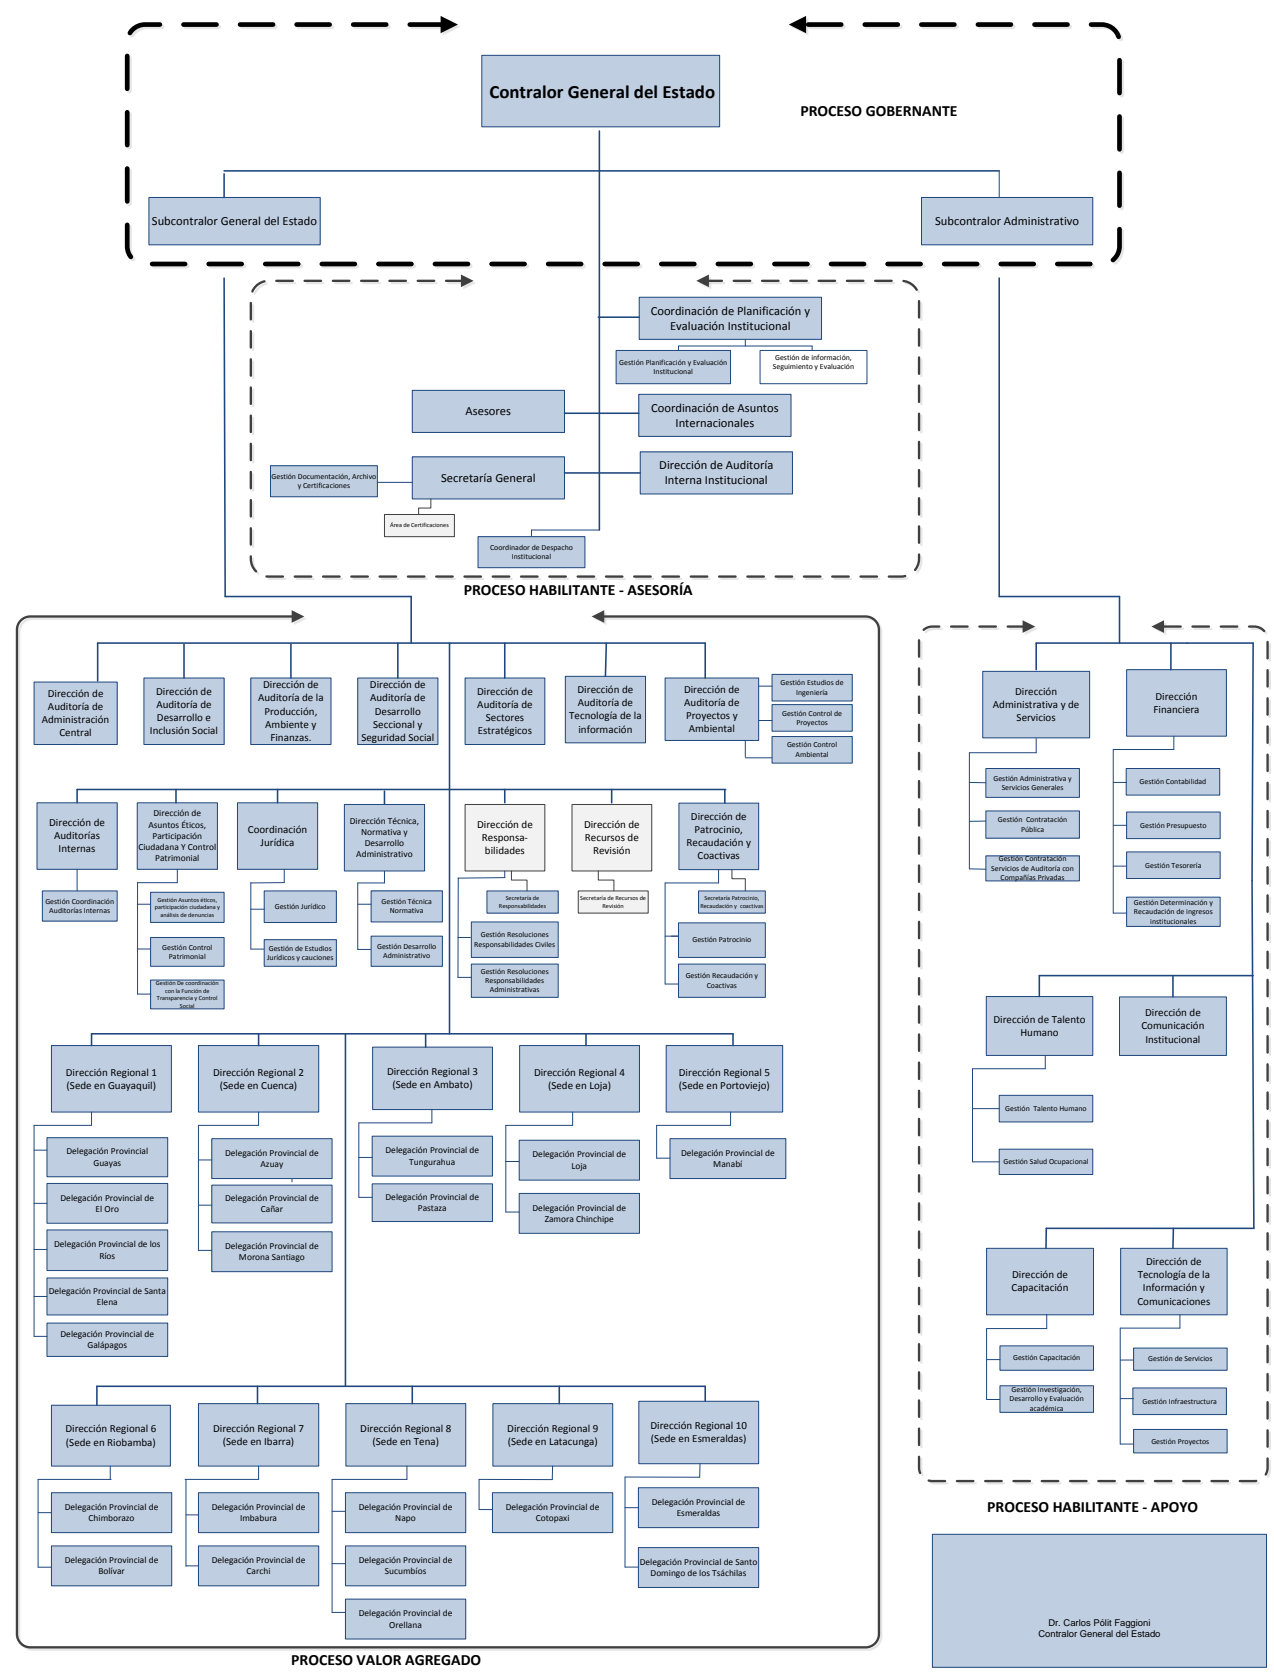 Contralor General del Estado
PROCESO GOBERNANTE
Subcontralor General del Estado
Subcontralor Administrativo
Coordinación de Planificación y
Evaluación Institucional
Gestión Planificación y Evaluación
Institucional
Gestión de información,
Seguimiento y Evaluación
Asesores
Coordinación de Asuntos
Internacionales
Gestión Documentación, Archivo
y Certificaciones
Secretaría General
Dirección de Auditoría
Interna Institucional
Área de Certificaciones
Coordinador de Despacho
Institucional
PROCESO HABILITANTE - ASESORÍA
Dirección de
Auditoría de
Administración
Central
Dirección de
Auditoría de
Desarrollo e
Inclusión Social
Dirección de
Auditoría de la
Producción,
Ambiente y
Finanzas.
Dirección de
Auditoría de
Desarrollo
Seccional y
Seguridad Social
Dirección de
Auditoría de
Sectores
Estratégicos
Dirección de
Auditoría de
Tecnología de la
información
Dirección de
Auditoría de
Proyectos y
Ambiental
Gestión Estudios de
Ingeniería
Gestión Control de
Proyectos
Gestión Control
Ambiental
Dirección de
Auditorías
Internas
Gestión Coordinación
Auditorías Internas
Dirección de
Asuntos Éticos,
Participación
Ciudadana Y Control
Patrimonial
Gestión Asuntos éticos,
participación ciudadana y
análisis de denuncias
Gestión Control
Patrimonial
Gestión De coordinación
con la Función de
Transparencia y Control
Social
Coordinación
Jurídica
Gestión Jurídico
Gestión de Estudios
Jurídicos y cauciones
Dirección Técnica,
Normativa y
Desarrollo
Administrativo
Gestión Técnica
Normativa
Gestión Desarrollo
Administrativo
Dirección de
Responsa-
bilidades
Secretaría de
Responsabilidades
Gestión Resoluciones
Responsabilidades Civiles
Gestión Resoluciones
Responsabilidades
Administrativas
Dirección de
Recursos de
Revisión
Secretaría de Recursos de
Revisión
Dirección de
Patrocinio,
Recaudación y
Coactivas
Secretaría Patrocinio,
Recaudación y coactivas
Gestión Patrocinio
Gestión Recaudación y
Coactivas
Dirección Regional 1
(Sede en Guayaquil)
Delegación Provincial
Guayas
Delegación Provincial de
El Oro
Delegación Provincial de los
Ríos
Delegación Provincial de Santa
Elena
Delegación Provincial de
Galápagos
Dirección Regional 2
(Sede en Cuenca)
Delegación Provincial de
Azuay
Delegación Provincial de
Cañar
Delegación Provincial de
Morona Santiago
Dirección Regional 3
(Sede en Ambato)
Delegación Provincial de
Tungurahua
Delegación Provincial de
Pastaza
Dirección Regional 4
(Sede en Loja)
Delegación Provincial de
Loja
Delegación Provincial de
Zamora Chinchipe
Dirección Regional 5
(Sede en Portoviejo)
Delegación Provincial de
Manabí
Dirección Regional 6
(Sede en Riobamba)
Delegación Provincial de
Chimborazo
Delegación Provincial de
Bolívar
Dirección Regional 7
(Sede en Ibarra)
Delegación Provincial de
Imbabura
Delegación Provincial de
Carchi
Dirección Regional 8
(Sede en Tena)
Delegación Provincial de
Napo
Delegación Provincial de
Sucumbíos
Delegación Provincial de
Orellana
Dirección Regional 9
(Sede en Latacunga)
Delegación Provincial de
Cotopaxi
Dirección Regional 10
(Sede en Esmeraldas)
Delegación Provincial de
Esmeraldas
Delegación Provincial de Santo
Domingo de los Tsáchilas
PROCESO VALOR AGREGADO
Dirección
Administrativa y de
Servicios
Gestión Administrativa y
Servicios Generales
Gestión Contratación
Pública
Gestión Contratación
Servicios de Auditoría con
Compañías Privadas
Dirección
Financiera
Gestión Contabilidad
Gestión Presupuesto
Gestión Tesorería
Gestión Determinación y
Recaudación de ingresos
institucionales
Dirección de Talento
Humano
Gestión Talento Humano
Gestión Salud Ocupacional
Dirección de
Comunicación
Institucional
Dirección de
Capacitación
Gestión Capacitación
Gestión Investigación,
Desarrollo y Evaluación
académica
Dirección de
Tecnología de la
Información y
Comunicaciones
Gestión de Servicios
Gestión Infraestructura
Gestión Proyectos
PROCESO HABILITANTE - APOYO
Dr. Carlos Pólit Faggioni
Contralor General del Estado